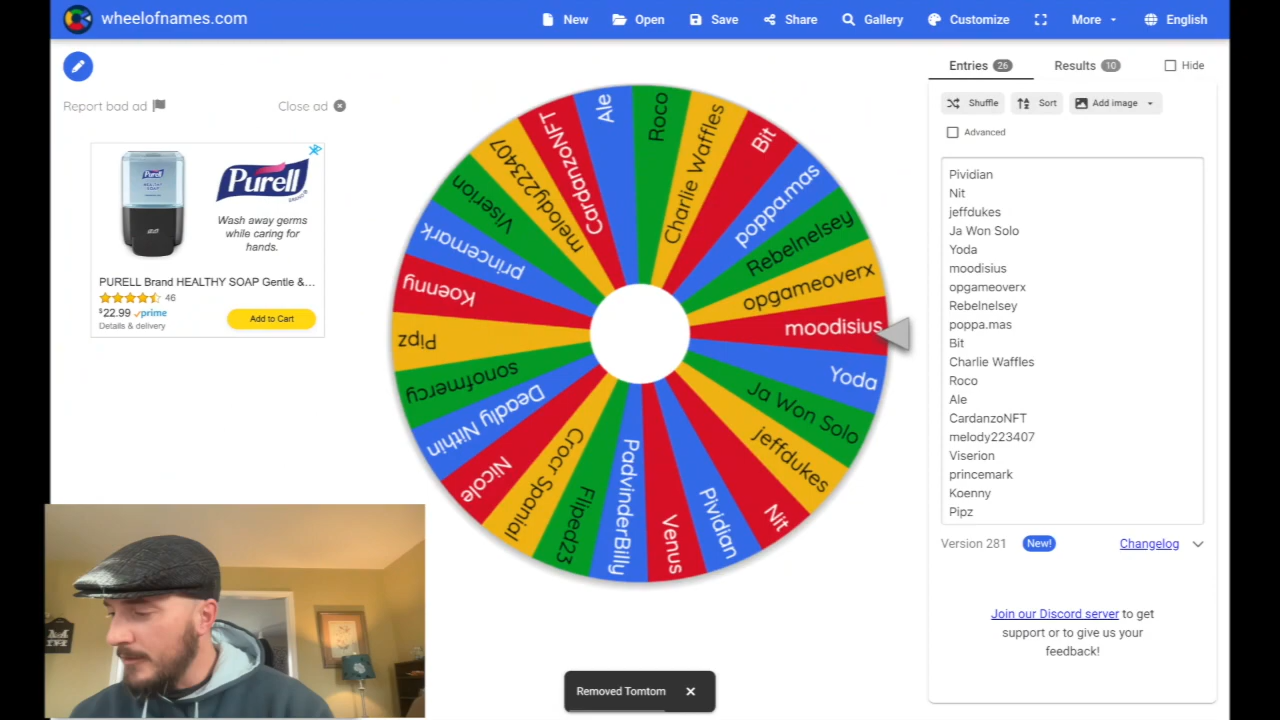 wheelofnames.com
New
Open
Save
Share
Gallery
Customize
More
English
Report bad ad
Close ad
PURELL
Wash away germs
while caring for
hands.
PURELL Brand HEALTHY SOAP Gentle &...
46
$22.99 prime
Details & delivery
Add to Cart
Ale
Roco
Charlie Waffles
Bit
poppa.mas
Rebelnelsey
opgameoverx
moodisius
Yoda
Ja Won Solo
jeffdukes
Nit
Pividian
Venus
PadvinderBilly
Fliped23
Crocr Spanial
Nicole
Deadly Nithin
sonofmercy
Pipz
Koenny
princemark
Viserion
melody223407
CardanzoNFT
Entries 26
Results 10
Hide
Shuffle
Sort
Add image
Advanced
Pividian
Nit
jeffdukes
Ja Won Solo
Yoda
moodisius
opgameoverx
Rebelnelsey
poppa.mas
Bit
Charlie Waffles
Roco
Ale
CardanzoNFT
melody223407
Viserion
princemark
Koenny
Pipz
Version 281
New!
Changelog
Join our Discord server to get
support or to give us your
feedback!
Removed Tomtom